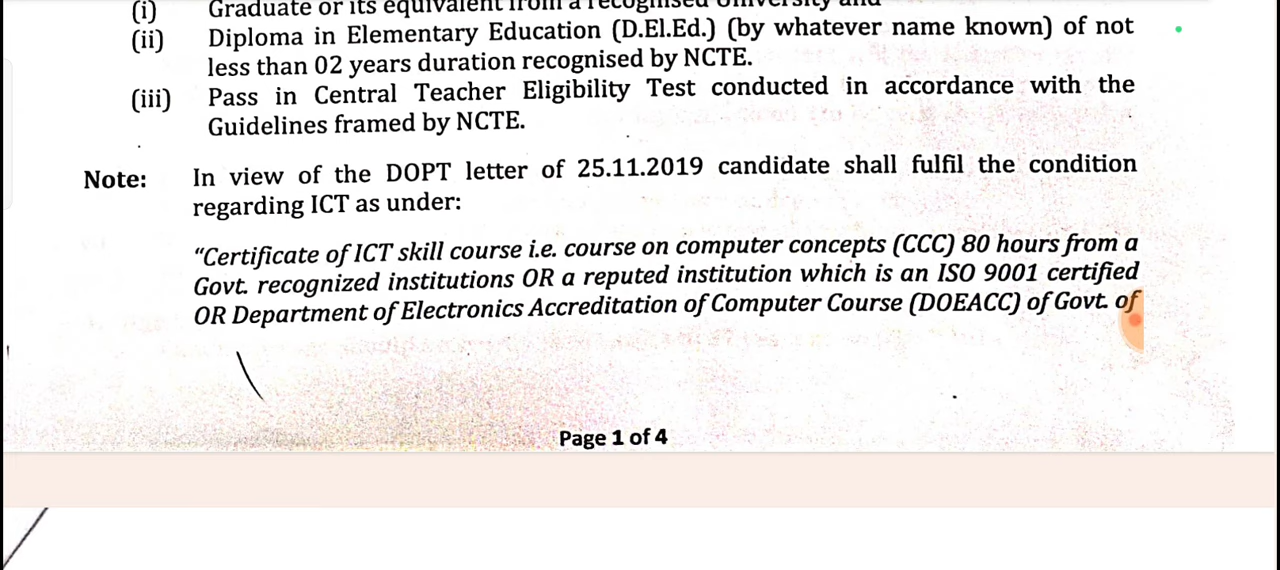 (i) Graduate or its equivalent from a recognised University and
(ii) Diploma in Elementary Education (D.El.Ed.) (by whatever name known) of not
less than 02 years duration recognised by NCTE.
(iii) Pass in Central Teacher Eligibility Test conducted in accordance with the
Guidelines framed by NCTE.
Note: In view of the DOPT letter of 25.11.2019 candidate shall fulfil the condition
regarding ICT as under:
“Certificate of ICT skill course i.e. course on computer concepts (CCC) 80 hours from a
Govt. recognized institutions OR a reputed institution which is an ISO 9001 certified
OR Department of Electronics Accreditation of Computer Course (DOEACC) of Govt. of
Page 1 of 4